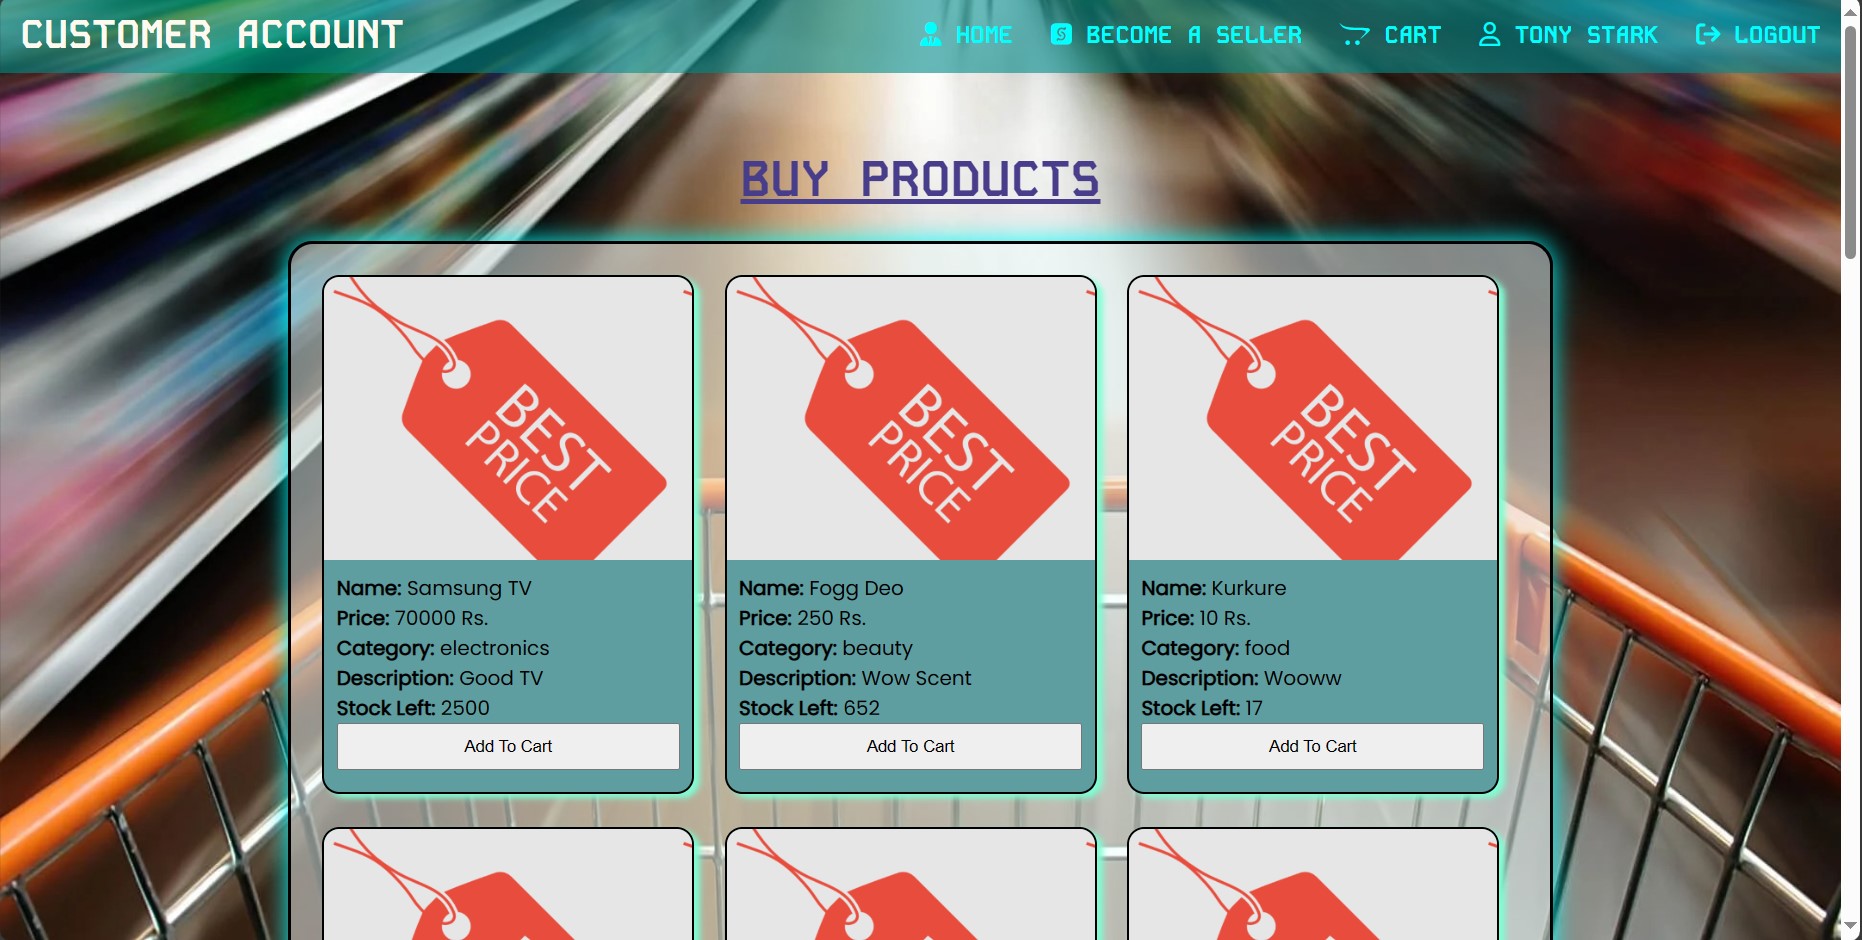 CUSTOMER ACCOUNT
HOME
BECOME A SELLER
CART
TONY STARK
LOGOUT
BUY PRODUCTS
BEST
PRICE
Name: Samsung TV
Price: 70000 Rs.
Category: electronics
Description: Good TV
Stock Left: 2500
Add To Cart
BEST
PRICE
Name: Fogg Deo
Price: 250 Rs.
Category: beauty
Description: Wow Scent
Stock Left: 652
Add To Cart
BEST
PRICE
Name: Kurkure
Price: 10 Rs.
Category: food
Description: Wooww
Stock Left: 17
Add To Cart